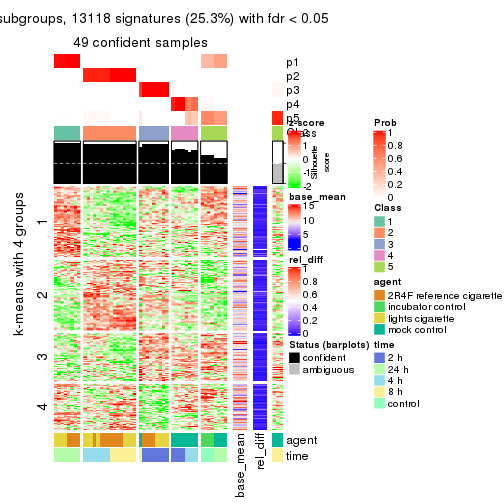 subgroups, 13118 signatures (25.3%) with fdr < 0.05
49 confident samples
p1
p2
p3
p4
p5
Class
Silhouette
score
k-means with 4 groups
1
2
3
4
base_mean
rel_diff
agent
time
z-score
2
1
0
-1
-2
base_mean
15
10
5
0
rel_diff
1
0.8
0.6
0.4
0.2
0
Status (barplots)
confident
ambiguous
Prob
1
0.8
0.6
0.4
0.2
0
Class
1
2
3
4
5
agent
2R4F reference cigarette
incubator control
lights cigarette
mock control
time
2 h
24 h
4 h
8 h
control